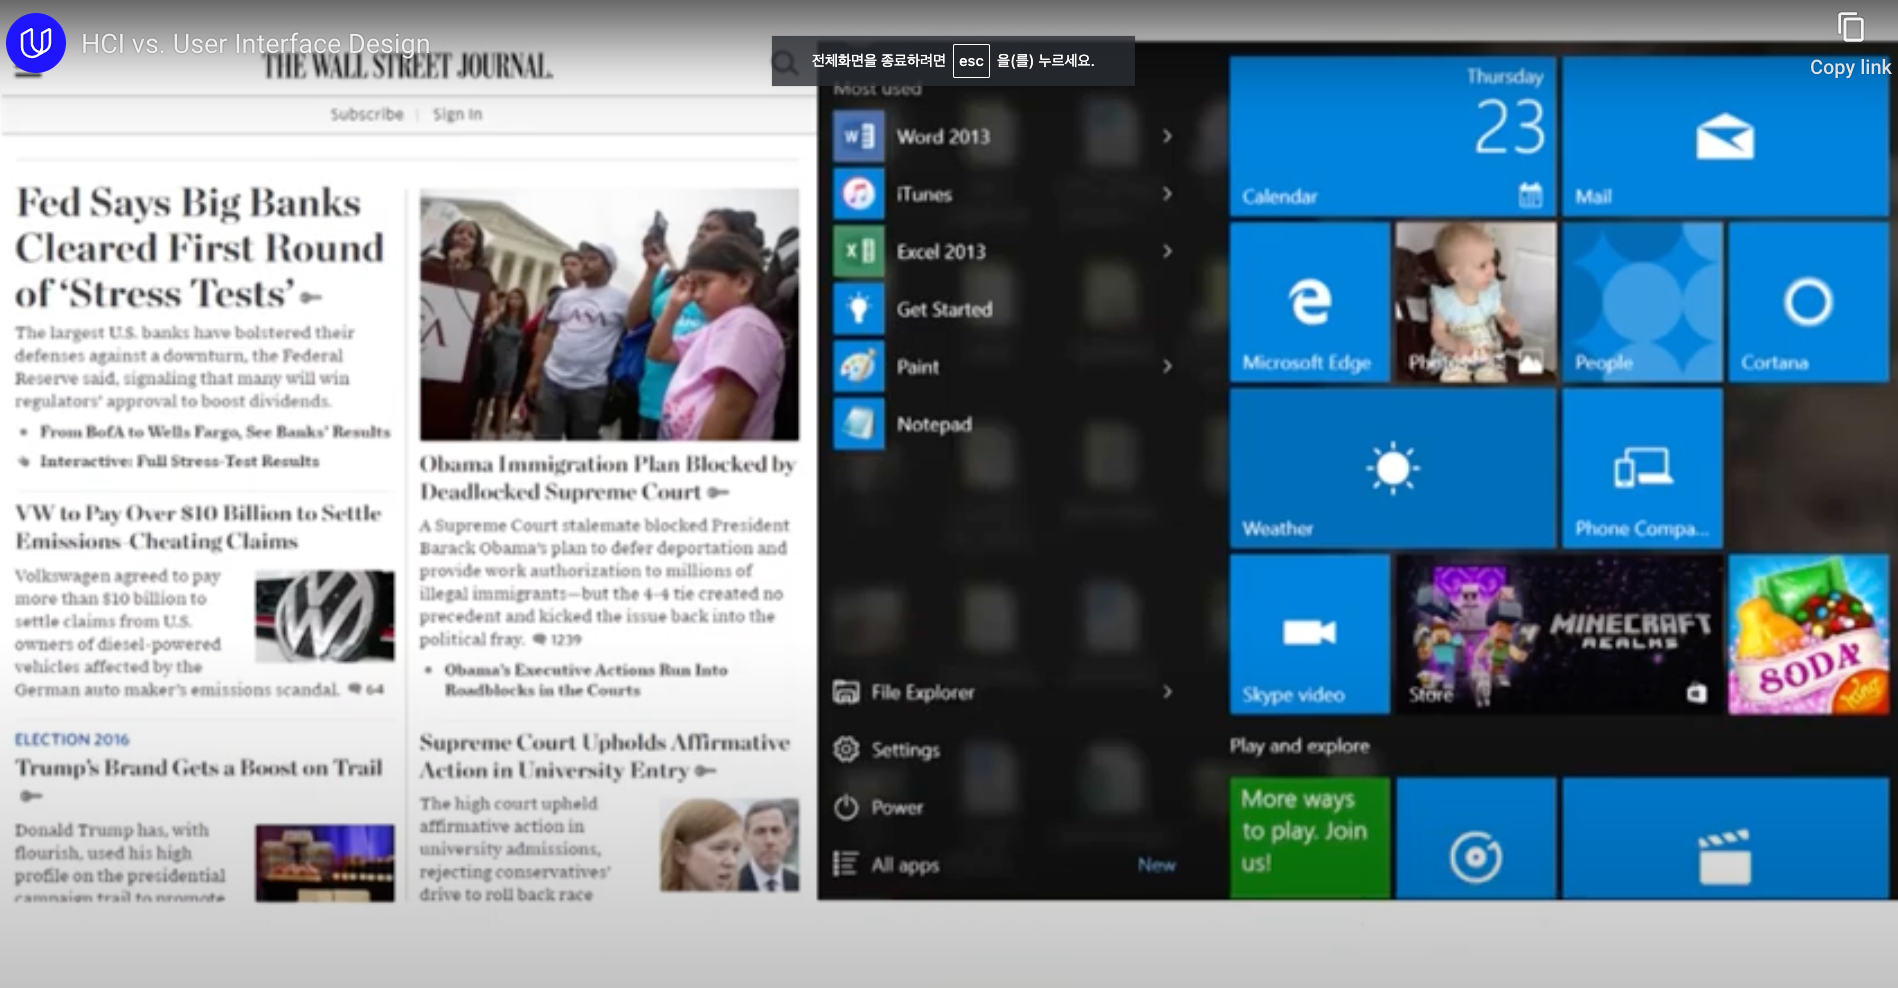 HCI vs. User Interface Design
전체화면을 종료하려면 esc 을(를) 누르세요.
Copy link
THE WALL STREET JOURNAL.
Subscribe | Sign In
Fed Says Big Banks
Cleared First Round
of ‘Stress Tests’
The largest U.S. banks have bolstered their
defenses against a downturn, the Federal
Reserve said, signaling that many will win
regulators’ approval to boost dividends.
From BofA to Wells Fargo, See Banks’ Results
Interactive: Full Stress-Test Results
VW to Pay Over $10 Billion to Settle
Emissions-Cheating Claims
Volkswagen agreed to pay
more than $10 billion to
settle claims from U.S.
owners of diesel-powered
vehicles affected by the
German auto maker’s emissions scandal. 64
ELECTION 2016
Trump’s Brand Gets a Boost on Trail
Donald Trump has, with
flourish, used his high
profile on the presidential
campaign trail to promote
Obama Immigration Plan Blocked by
Deadlocked Supreme Court
A Supreme Court stalemate blocked President
Barack Obama’s plan to defer deportation and
provide work authorization to millions of
illegal immigrants—but the 4-4 tie created no
precedent and kicked the issue back into the
political fray. 1239
Obama’s Executive Actions Run Into
Roadblocks in the Courts
Supreme Court Upholds Affirmative
Action in University Entry
The high court upheld
affirmative action in
university admissions,
rejecting conservatives’
drive to roll back race
Most used
Word 2013
iTunes
Excel 2013
Get Started
Paint
Notepad
File Explorer
Settings
Power
All apps
New
Thursday
23
Calendar
Mail
Microsoft Edge
Photos
People
Cortana
Weather
Phone Compa...
Skype video
MINECRAFT
REALMS
Store
SODA
King
Play and explore
More ways
to play. Join
us!